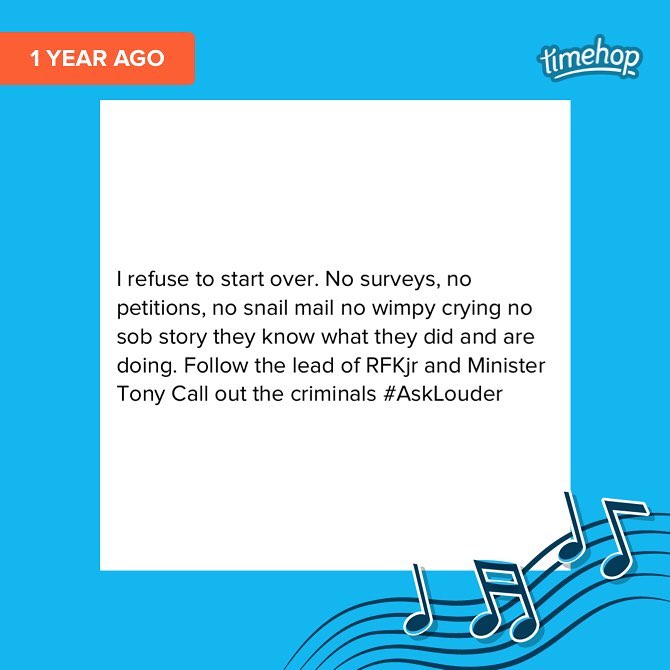 1 YEAR AGO
timehop
I refuse to start over. No surveys, no
petitions, no snail mail no wimpy crying no
sob story they know what they did and are
doing. Follow the lead of RFKjr and Minister
Tony Call out the criminals #AskLouder